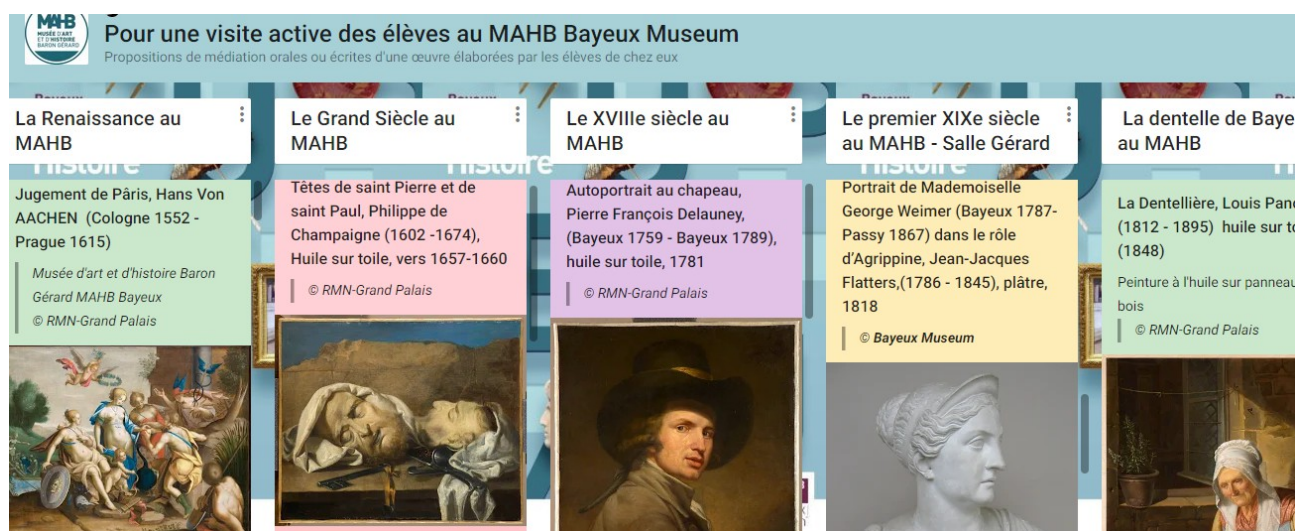 MAHB
MUSÉE D'ART
ET D'HISTOIRE
BARON GÉRARD
Pour une visite active des élèves au MAHB Bayeux Museum
Propositions de médiation orales ou écrites d'une œuvre élaborées par les élèves de chez eux
La Renaissance au
MAHB
Jugement de Pâris, Hans Von
AACHEN (Cologne 1552 -
Prague 1615)
Musée d'art et d'histoire Baron
Gérard MAHB Bayeux
© RMN-Grand Palais
Le Grand Siècle au
MAHB
Têtes de saint Pierre et de
saint Paul, Philippe de
Champaigne (1602 -1674),
Huile sur toile, vers 1657-1660
© RMN-Grand Palais
Le XVIIIe siècle au
MAHB
Autoportrait au chapeau,
Pierre François Delauney,
(Bayeux 1759 - Bayeux 1789),
huile sur toile, 1781
© RMN-Grand Palais
Le premier XIXe siècle
au MAHB - Salle Gérard
Portrait de Mademoiselle
George Weimer (Bayeux 1787-
Passy 1867) dans le rôle
d'Agrippine, Jean-Jacques
Flatters,(1786 - 1845), plâtre,
1818
© Bayeux Museum
La dentelle de Baye
au MAHB
La Dentellière, Louis Pan
(1812 - 1895) huile sur to
(1848)
Peinture à l'huile sur panneau
bois
© RMN-Grand Palais